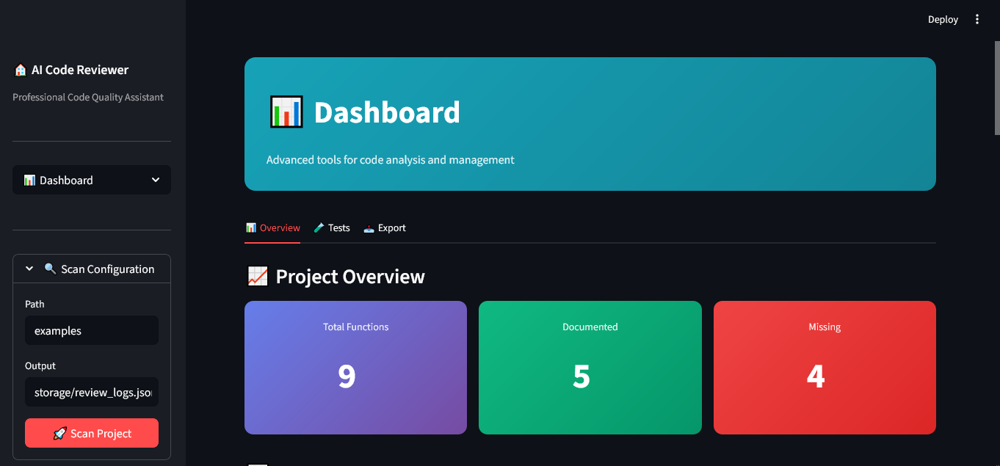 Deploy
AI Code Reviewer
Professional Code Quality Assistant
Dashboard
Scan Configuration
Path
examples
Output
storage/review_logs.jso
Scan Project
Dashboard
Advanced tools for code analysis and management
Overview Tests Export
Project Overview
Total Functions
9
Documented
5
Missing
4